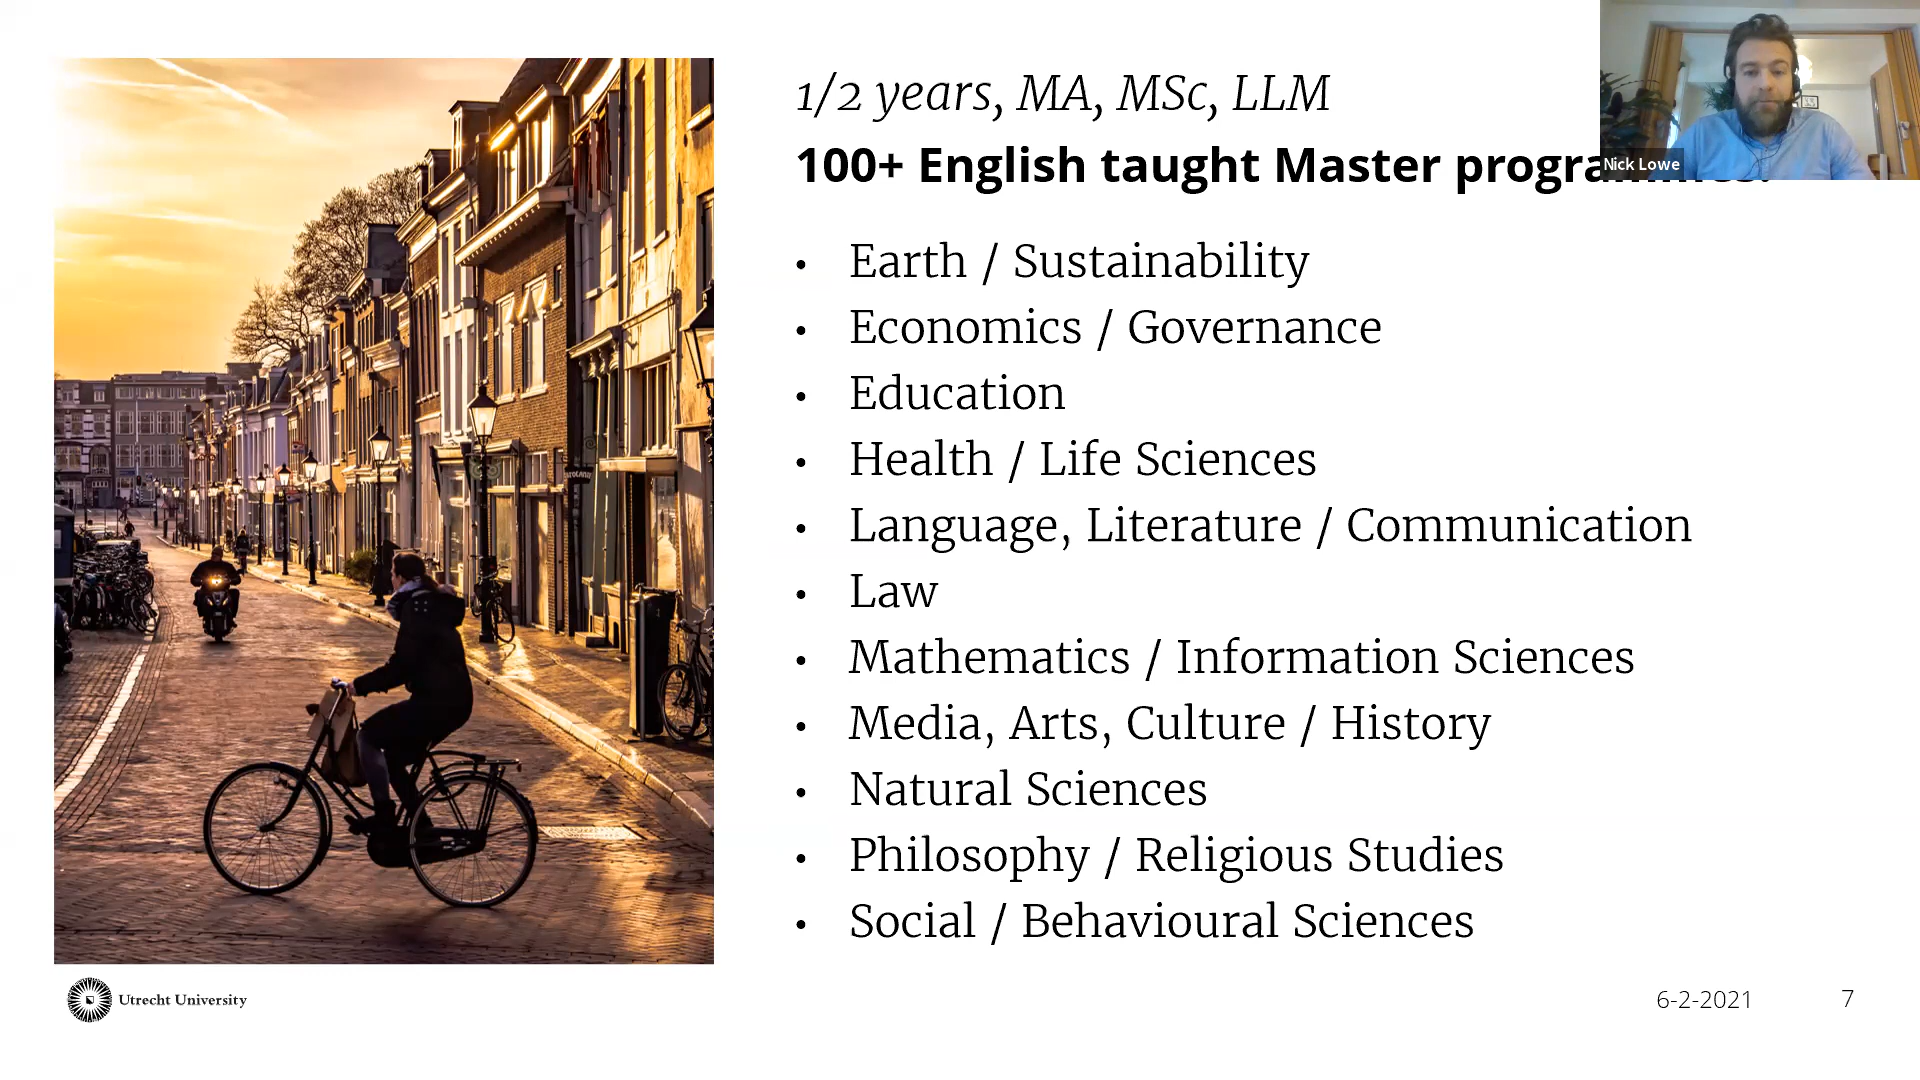 1/2 years, MA, MSc, LLM
100+ English taught Master
Nick Lowe
• Earth / Sustainability
• Economics / Governance
• Education
• Health / Life Sciences
• Language, Literature / Communication
• Law
• Mathematics / Information Sciences
• Media, Arts, Culture / History
• Natural Sciences
• Philosophy / Religious Studies
• Social / Behavioural Sciences
Utrecht University
6-2-2021
7